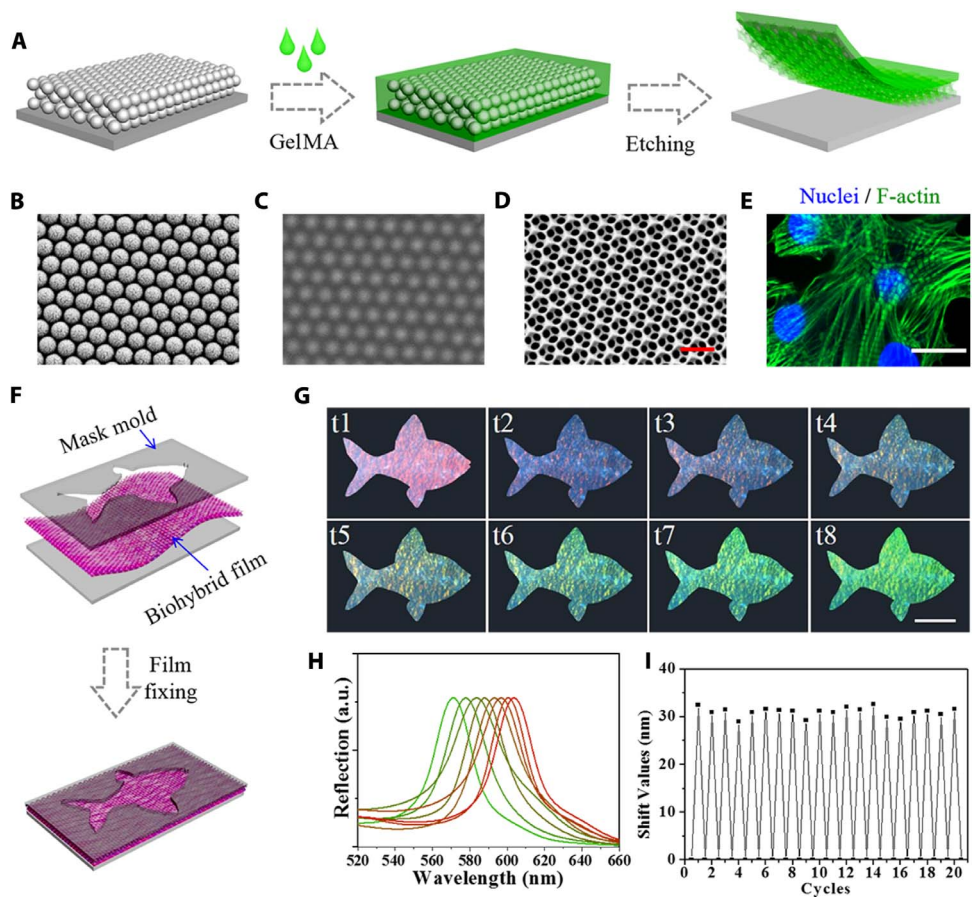 A
GelMA
Etching
B
C
D
E
Nuclei / F-actin
F
Mask mold
Biohybrid film
Film
fixing
G
t1
t2
t3
t4
t5
t6
t7
t8
H
Reflection (a.u.)
520 540 560 580 600 620 640 660
Wavelength (nm)
I
Shift Values (nm)
40
30
20
10
0
0 2 4 6 8 10 12 14 16 18 20
Cycles